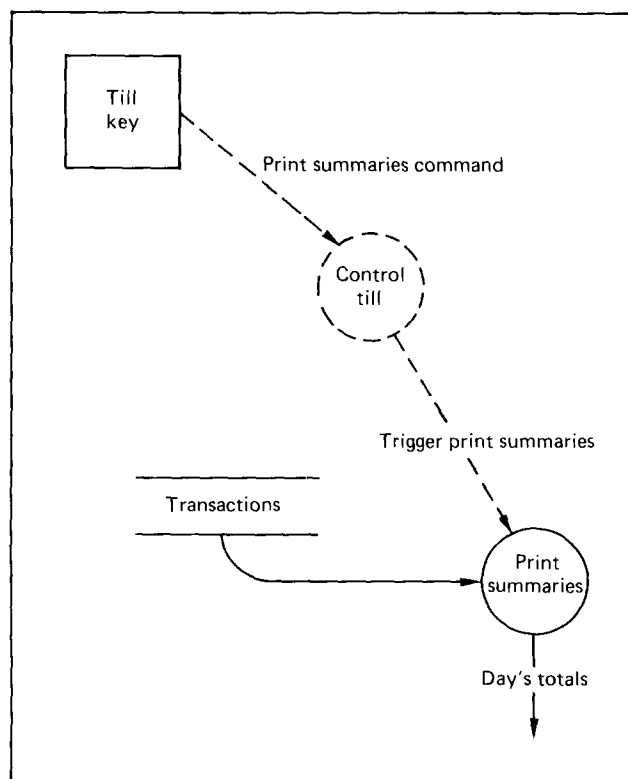 Till
key
Print summaries command
Control
till
Trigger print summaries
Transactions
Print
summaries
Day's totals